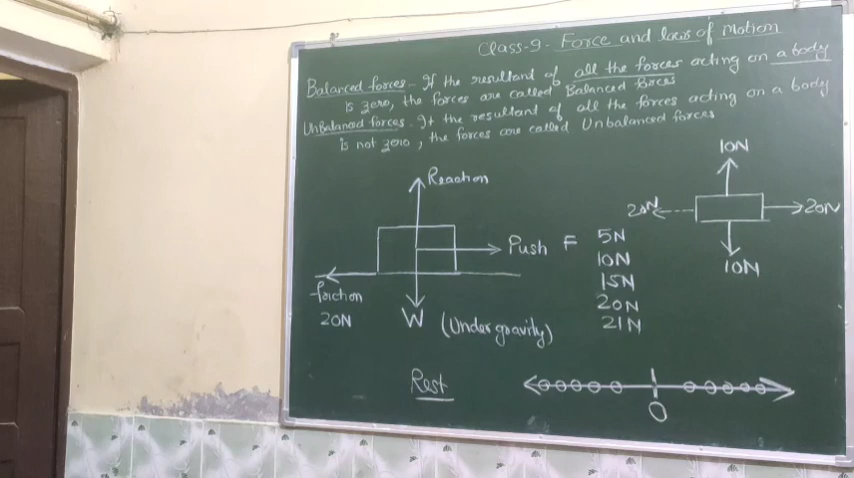 Class-9. Force and laws of Motion
Balanced forces - If the resultant of all the forces acting on a body
is zero, the forces are called Balanced forces
UnBalanced forces. If the resultant of all the forces acting on a body
is not zero, the forces are called Unbalanced forces
10N
Reaction
20N
20N
Push F
5N
10N
15N
20N
21N
10N
friction
20N
W (Under gravity)
Rest
0